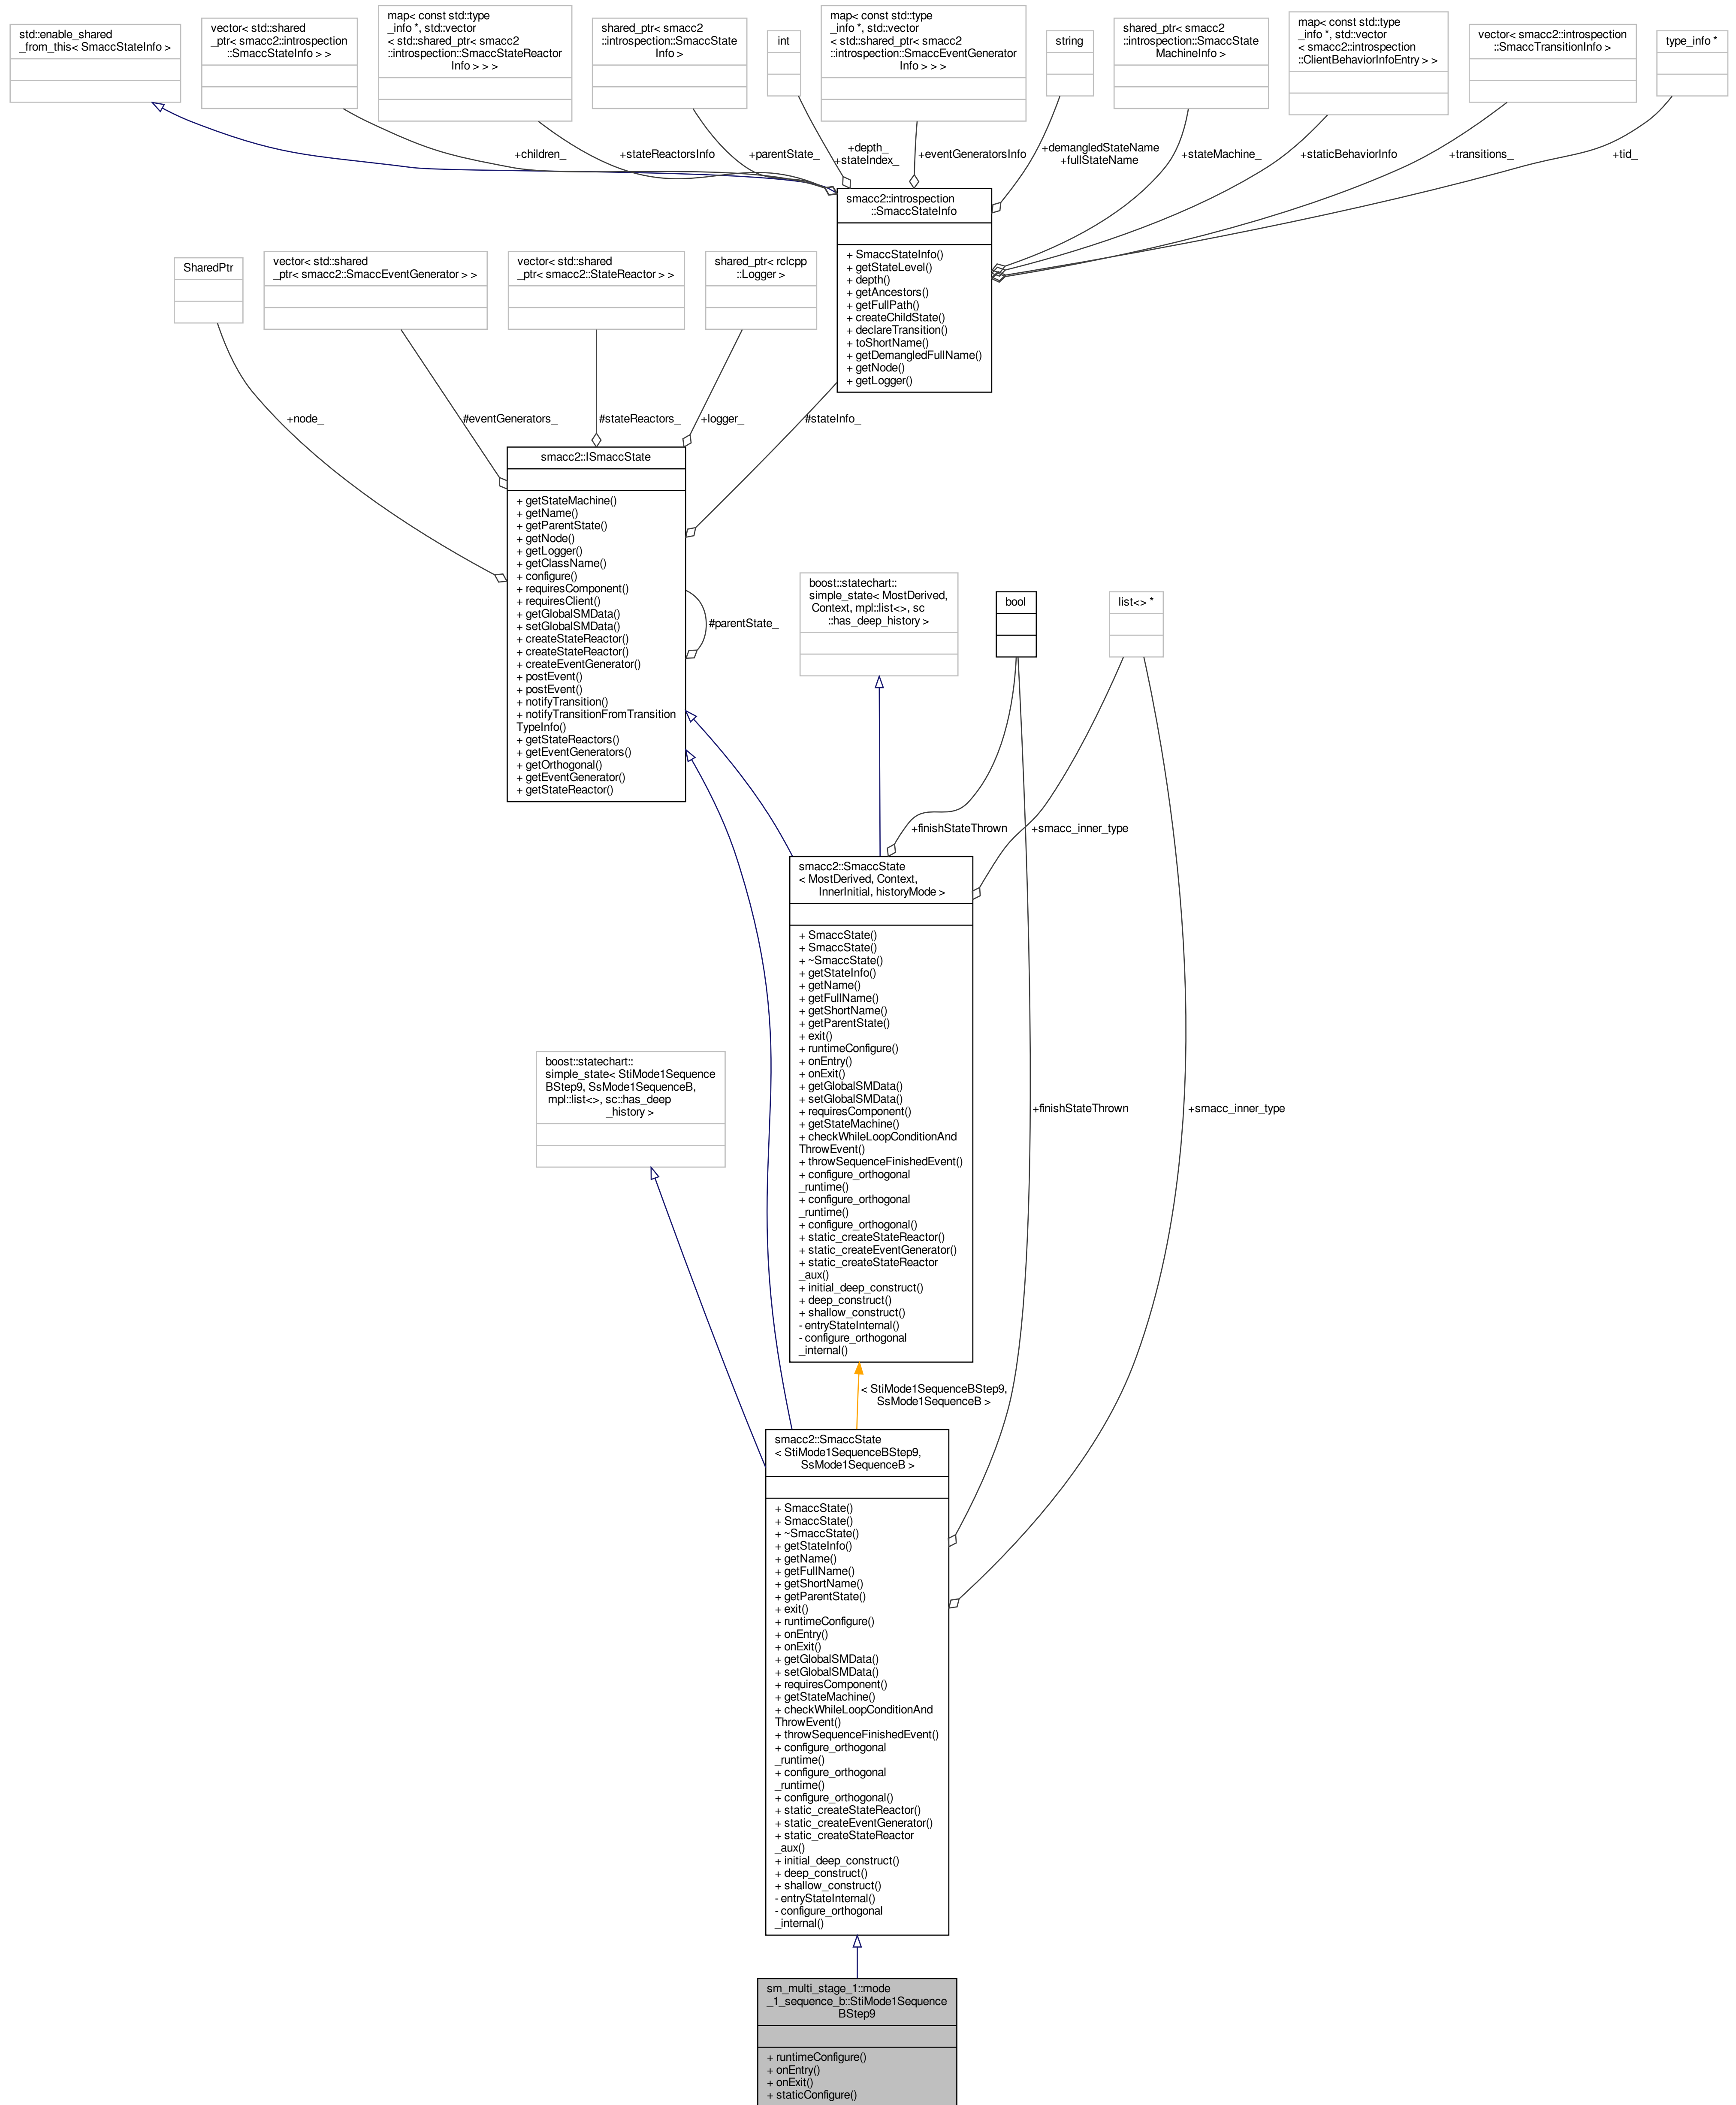 std::enable_shared
_from_this< SmaccStateInfo >
vector< std::shared
_ptr< smacc2::introspection
::SmaccStateInfo > >
map< const std::type
_info *, std::vector
< std::shared_ptr< smacc2
::introspection::SmaccStateReactor
Info > > >
shared_ptr< smacc2
::introspection::SmaccState
Info >
int
map< const std::type
_info *, std::vector
< std::shared_ptr< smacc2
::introspection::SmaccEventGenerator
Info > > >
string
shared_ptr< smacc2
::introspection::SmaccState
MachineInfo >
map< const std::type
_info *, std::vector
< smacc2::introspection
::ClientBehaviorInfoEntry > >
vector< smacc2::introspection
::SmaccTransitionInfo >
type_info *
+children_
+stateReactorsInfo
+parentState_
+depth_
+stateIndex_
+eventGeneratorsInfo
+demangledStateName
+fullStateName
+stateMachine_
+staticBehaviorInfo
+transitions_
+tid_
smacc2::introspection
::SmaccStateInfo
+ SmaccStateInfo()
+ getStateLevel()
+ depth()
+ getAncestors()
+ getFullPath()
+ createChildState()
+ declareTransition()
+ toShortName()
+ getDemangledFullName()
+ getNode()
+ getLogger()
SharedPtr
vector< std::shared
_ptr< smacc2::SmaccEventGenerator > >
vector< std::shared
_ptr< smacc2::StateReactor > >
shared_ptr< rclcpp
::Logger >
+node_
#eventGenerators_
#stateReactors_
+logger_
#stateInfo_
smacc2::ISmaccState
+ getStateMachine()
+ getName()
+ getParentState()
+ getNode()
+ getLogger()
+ getClassName()
+ configure()
+ requiresComponent()
+ requiresClient()
+ getGlobalSMData()
+ setGlobalSMData()
+ createStateReactor()
+ createStateReactor()
+ createEventGenerator()
+ postEvent()
+ postEvent()
+ notifyTransition()
+ notifyTransitionFromTransition
TypeInfo()
+ getStateReactors()
+ getEventGenerators()
+ getOrthogonal()
+ getEventGenerator()
+ getStateReactor()
#parentState_
boost::statechart::
simple_state< MostDerived,
Context, mpl::list<>, sc
::has_deep_history >
bool
list<> *
+finishStateThrown
+smacc_inner_type
smacc2::SmaccState
< MostDerived, Context,
InnerInitial, historyMode >
+ SmaccState()
+ SmaccState()
+ ~SmaccState()
+ getStateInfo()
+ getName()
+ getFullName()
+ getShortName()
+ getParentState()
+ exit()
+ runtimeConfigure()
+ onEntry()
+ onExit()
+ getGlobalSMData()
+ setGlobalSMData()
+ requiresComponent()
+ getStateMachine()
+ checkWhileLoopConditionAnd
ThrowEvent()
+ throwSequenceFinishedEvent()
+ configure_orthogonal
_runtime()
+ configure_orthogonal
_runtime()
+ configure_orthogonal()
+ static_createStateReactor()
+ static_createEventGenerator()
+ static_createStateReactor
_aux()
+ initial_deep_construct()
+ deep_construct()
+ shallow_construct()
- entryStateInternal()
- configure_orthogonal
_internal()
boost::statechart::
simple_state< StiMode1Sequence
BStep9, SsMode1SequenceB,
mpl::list<>, sc::has_deep
_history >
+finishStateThrown
+smacc_inner_type
< StiMode1SequenceBStep9,
SsMode1SequenceB >
smacc2::SmaccState
< StiMode1SequenceBStep9,
SsMode1SequenceB >
+ SmaccState()
+ SmaccState()
+ ~SmaccState()
+ getStateInfo()
+ getName()
+ getFullName()
+ getShortName()
+ getParentState()
+ exit()
+ runtimeConfigure()
+ onEntry()
+ onExit()
+ getGlobalSMData()
+ setGlobalSMData()
+ requiresComponent()
+ getStateMachine()
+ checkWhileLoopConditionAnd
ThrowEvent()
+ throwSequenceFinishedEvent()
+ configure_orthogonal
_runtime()
+ configure_orthogonal
_runtime()
+ configure_orthogonal()
+ static_createStateReactor()
+ static_createEventGenerator()
+ static_createStateReactor
_aux()
+ initial_deep_construct()
+ deep_construct()
+ shallow_construct()
- entryStateInternal()
- configure_orthogonal
_internal()
sm_multi_stage_1::mode
_1_sequence_b::StiMode1Sequence
BStep9
+ runtimeConfigure()
+ onEntry()
+ onExit()
+ staticConfigure()